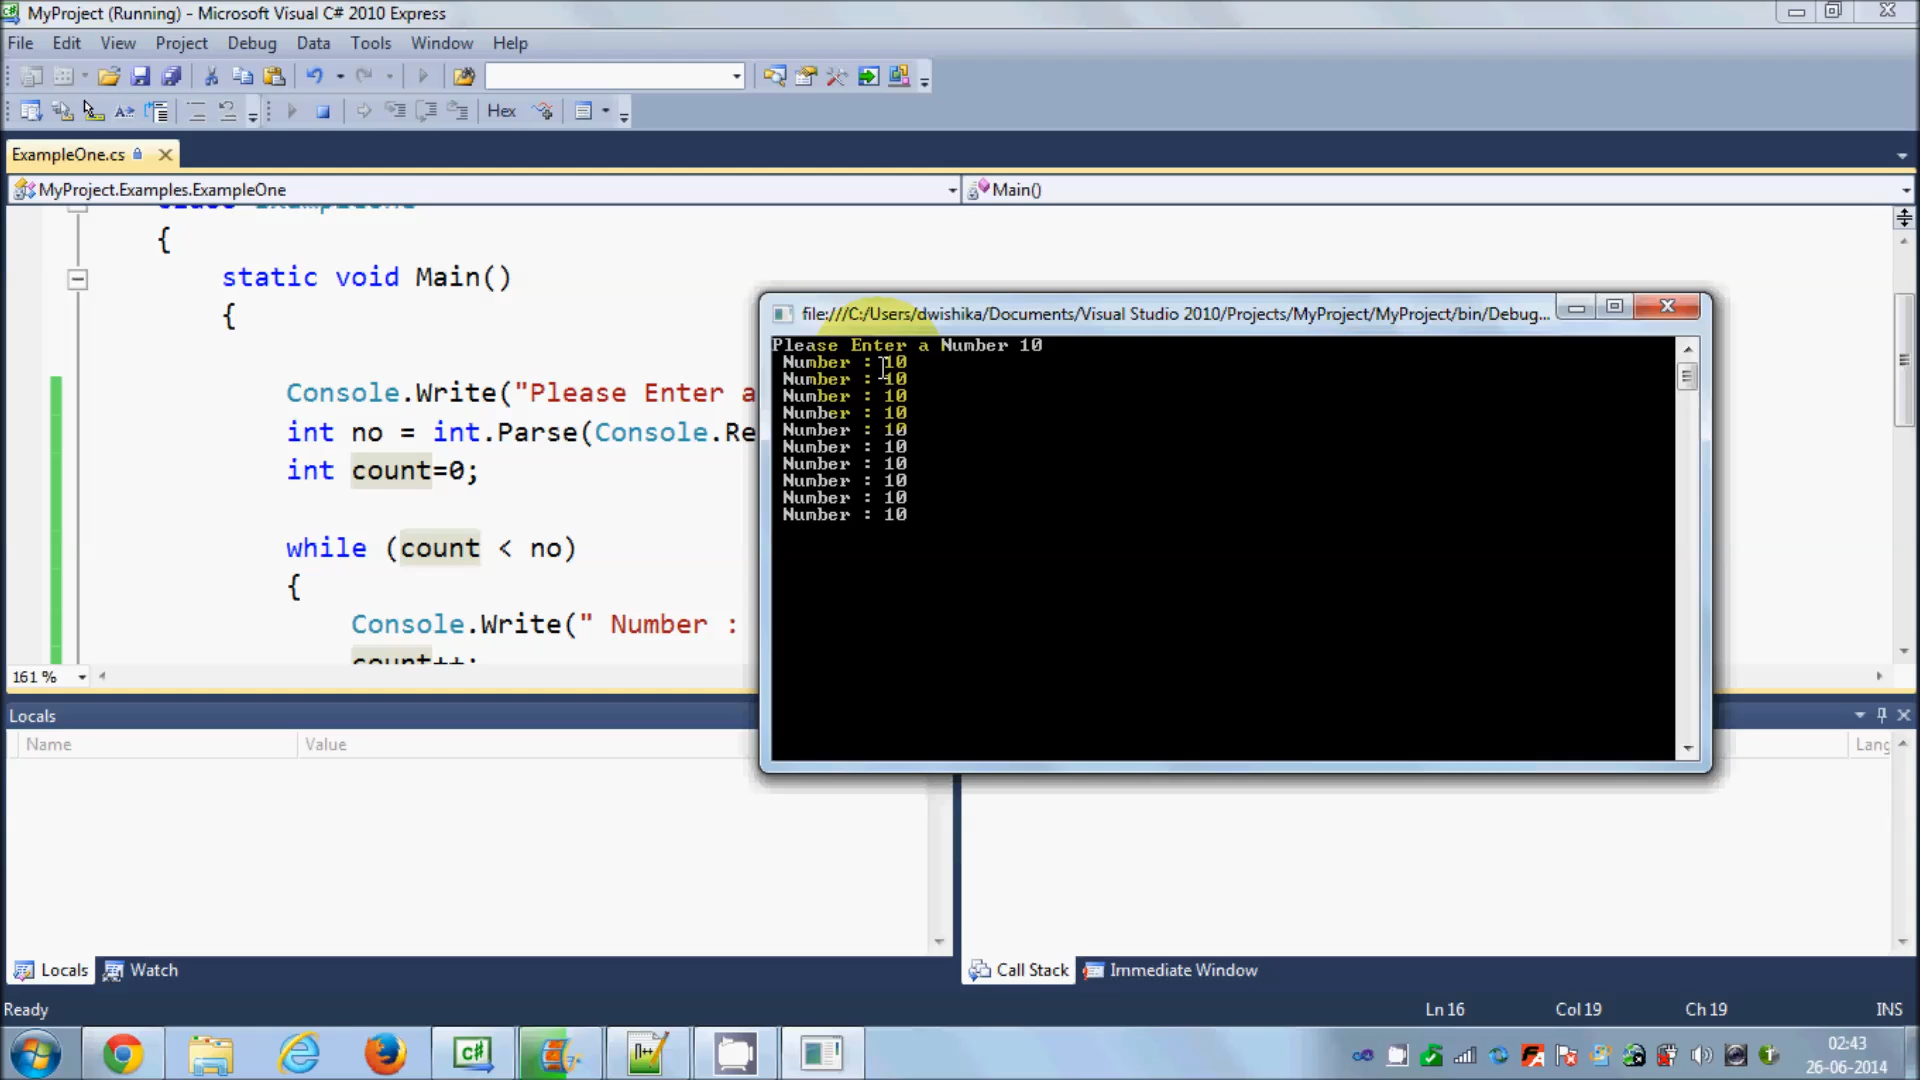 MyProject (Running) - Microsoft Visual C# 2010 Express
File Edit View Project Debug Data Tools Window Help
Hex
ExampleOne.cs
MyProject.Examples.ExampleOne
Main()
{
static void Main()
{
Console.Write("Please Enter a
int no = int.Parse(Console.Re
int count=0;
while (count < no)
{
Console.Write(" Number :
count++;
161 %
file:///C:/Users/dwishika/Documents/Visual Studio 2010/Projects/MyProject/MyProject/bin/Debug...
Please Enter a Number 10
Number : 10
Number : 10
Number : 10
Number : 10
Number : 10
Number : 10
Number : 10
Number : 10
Number : 10
Number : 10
Locals
Name Value
Lang
Locals Watch
Call Stack Immediate Window
Ready
Ln 16 Col 19 Ch 19 INS
02:43
26-06-2014